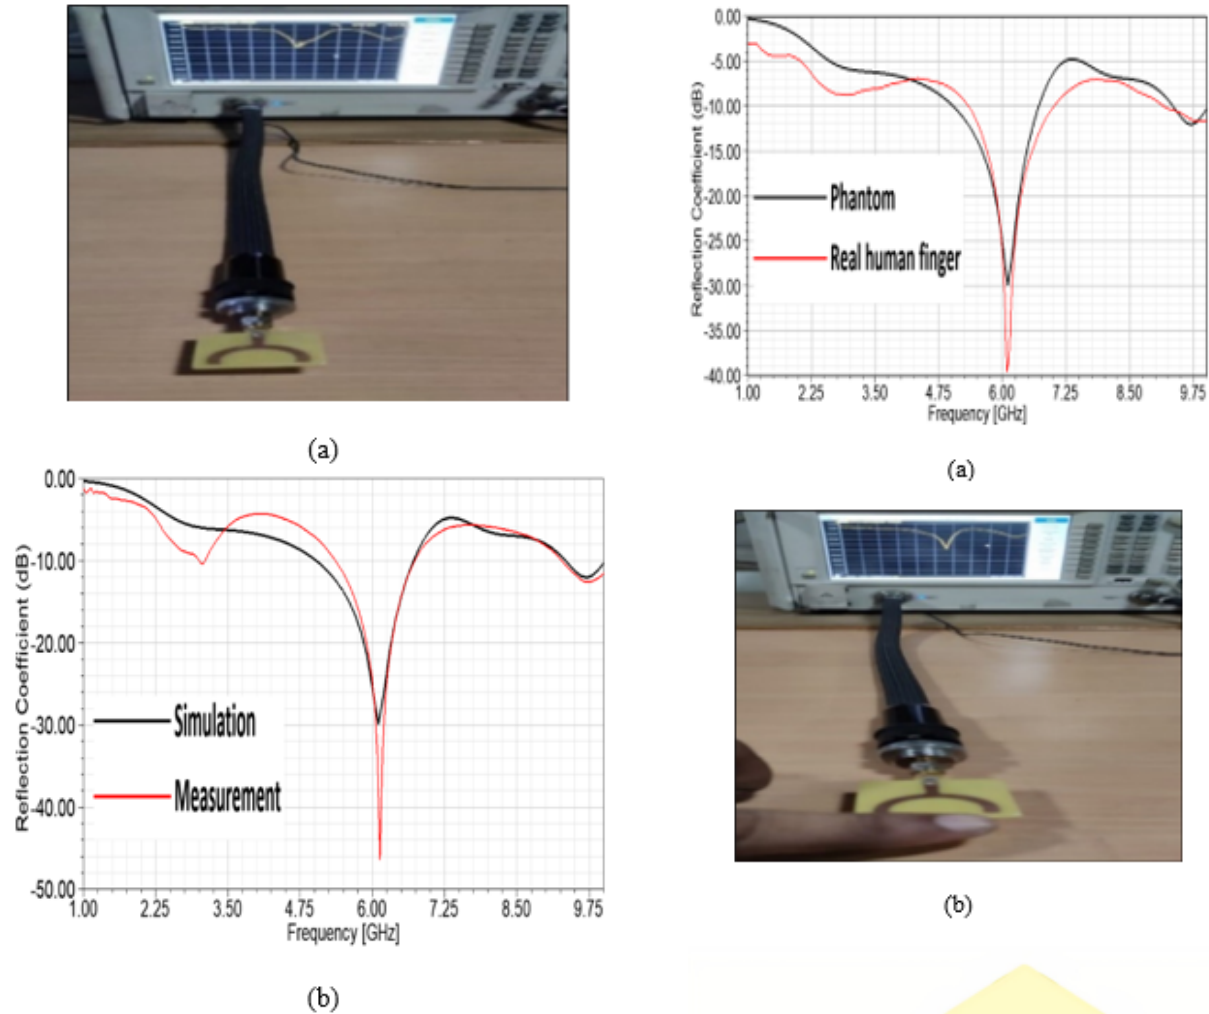 (a)
0.00
-10.00
-20.00
-30.00
-40.00
-50.00
Reflection Coefficient (dB)
Simulation
Measurement
1.00 2.25 3.50 4.75 6.00 7.25 8.50 9.75
Frequency [GHz]
(b)
0.00
-5.00
-10.00
-15.00
-20.00
-25.00
-30.00
-35.00
-40.00
Reflection Coefficient (dB)
Phantom
Real human finger
1.00 2.25 3.50 4.75 6.00 7.25 8.50 9.75
Frequency [GHz]
(a)
(b)